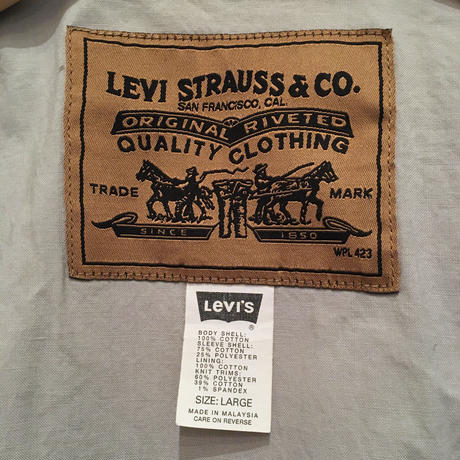 LEVI STRAUSS & CO.
SAN FRANCISCO, CAL.
ORIGINAL RIVETED
QUALITY CLOTHING
TRADE MARK
SINCE 1850
WPL 423
Levi's ®
BODY SHELL:
100% COTTON
SLEEVE SHELL:
75% COTTON
25% POLYESTER
LINING:
100% COTTON
KNIT TRIMS:
60% POLYESTER
39% COTTON
1% SPANDEX
SIZE: LARGE
MADE IN MALAYSIA
CARE ON REVERSE